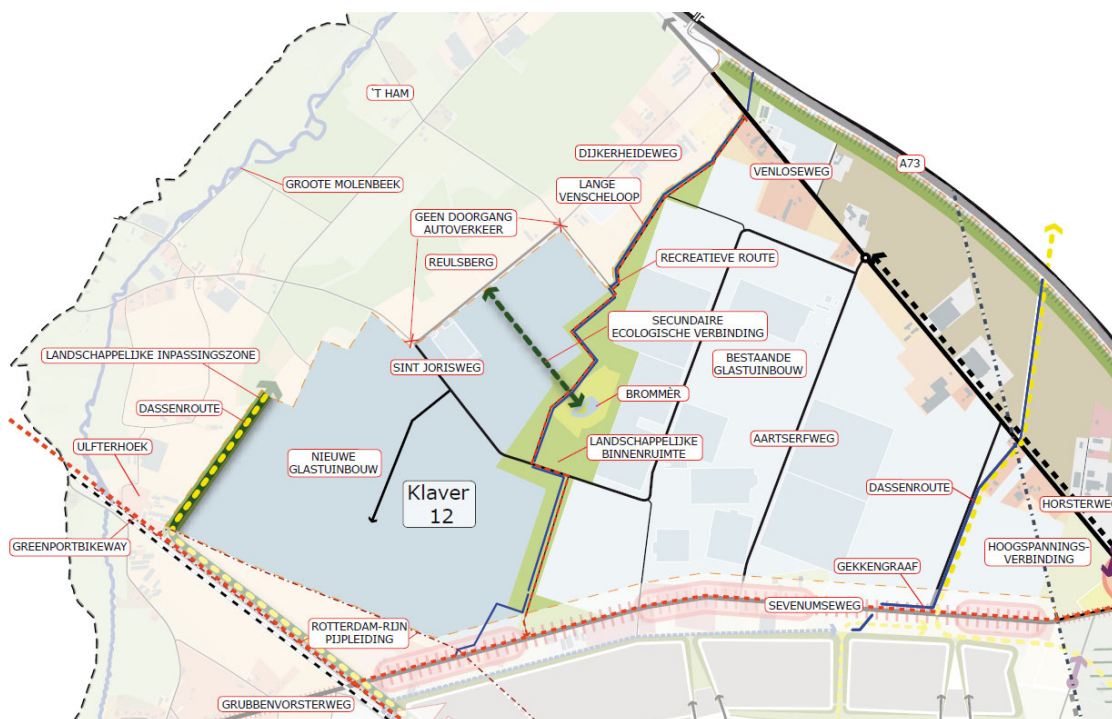 'T HAM
DIJKERHEIDEWEG
VENLOSEWEG
A73
GROOTE MOLENBEEK
LANGE
VENSCHELOOP
GEEN DOORGANG
AUTOVERKEER
REULSBERG
RECREATIEVE ROUTE
SECUNDAIRE
ECOLOGISCHE VERBINDING
LANDSCHAPPELIJKE INPASSINGSZONE
SINT JORISWEG
BESTAANDE
GLASTUINBOUW
DASSENROUTE
BROMMÈR
ULFTERHOEK
NIEUWE
GLASTUINBOUW
LANDSCHAPPELIJKE
BINNENRUIMTE
AARTSERFWEG
Klaver
12
DASSENROUTE
HORSTERWEG
GREENPORTBIKEWAY
HOOGSPANNINGS-
VERBINDING
GEKKENGRAAF
SEVENUMSEWEG
ROTTERDAM-RIJN
PIJPLEIDING
GRUBBENVORSTERWEG